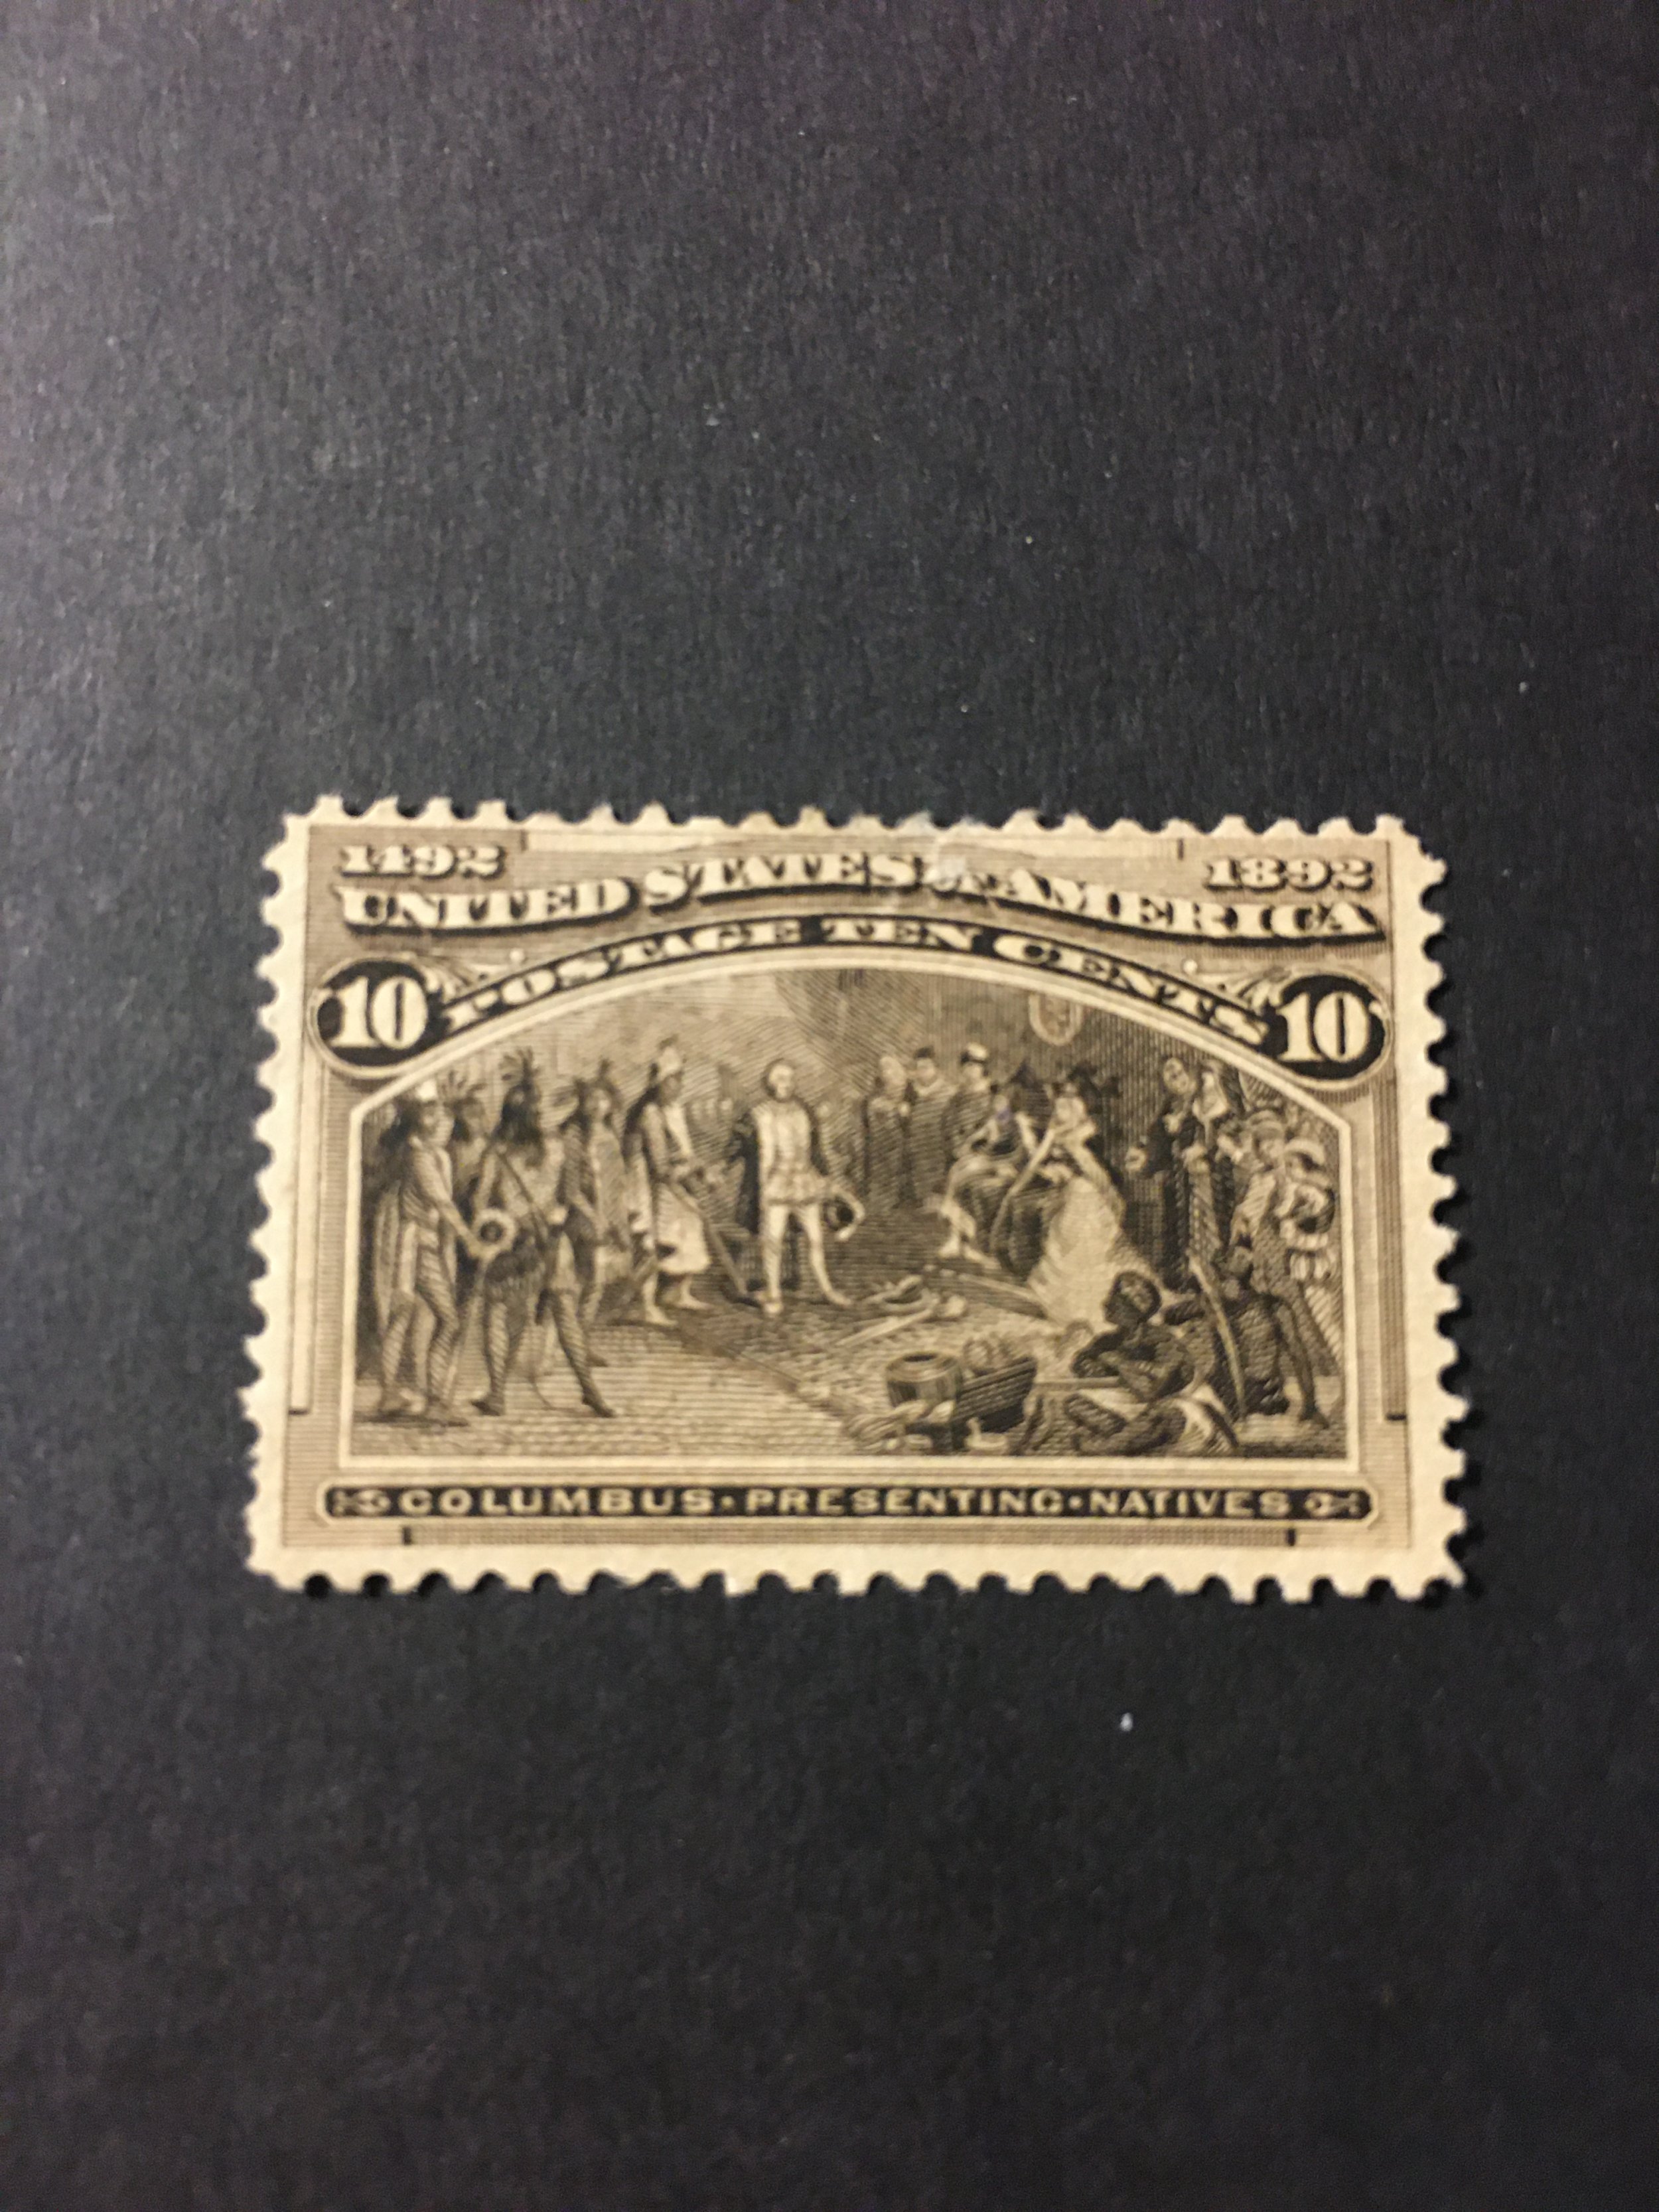 1492 1892
UNITED STATES OF AMERICA
POSTAGE TEN CENTS
10 10
COLUMBUS·PRESENTING·NATIVES